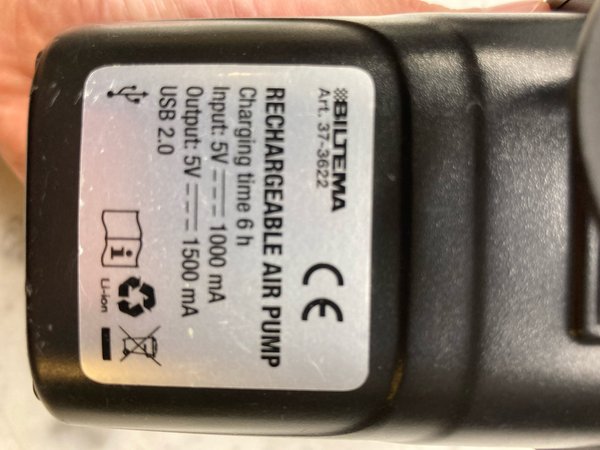 BILTEMA
Art. 37-3622
RECHARGEABLE AIR PUMP
Charging time 6 h
Input: 5V 1000 mA
Output: 5V 1500 mA
USB 2.0
CE
Li-ion